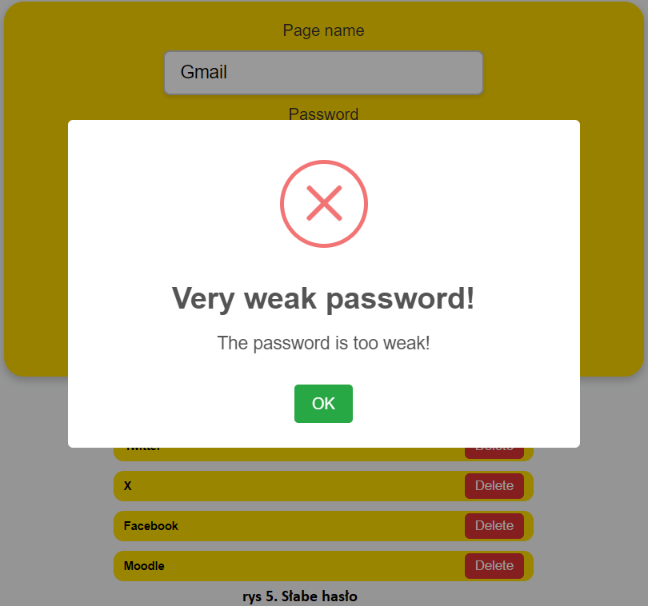 Page name
Gmail
Password
Very weak password!
The password is too weak!
OK
Twitter Delete
X Delete
Facebook Delete
Moodle Delete
rys 5. Słabe hasło